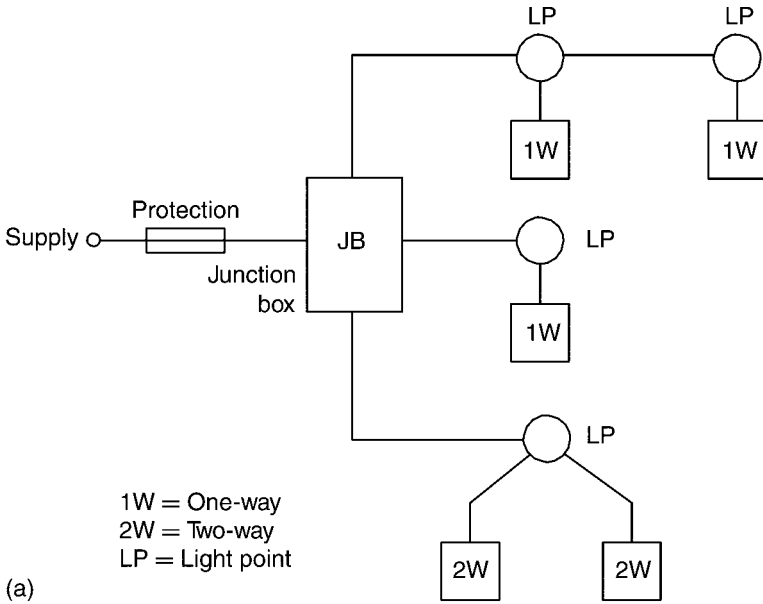 LP
LP
1W
1W
Protection
Supply
JB
LP
Junction
box
1W
LP
1W = One-way
2W = Two-way
LP = Light point
2W
2W
(a)